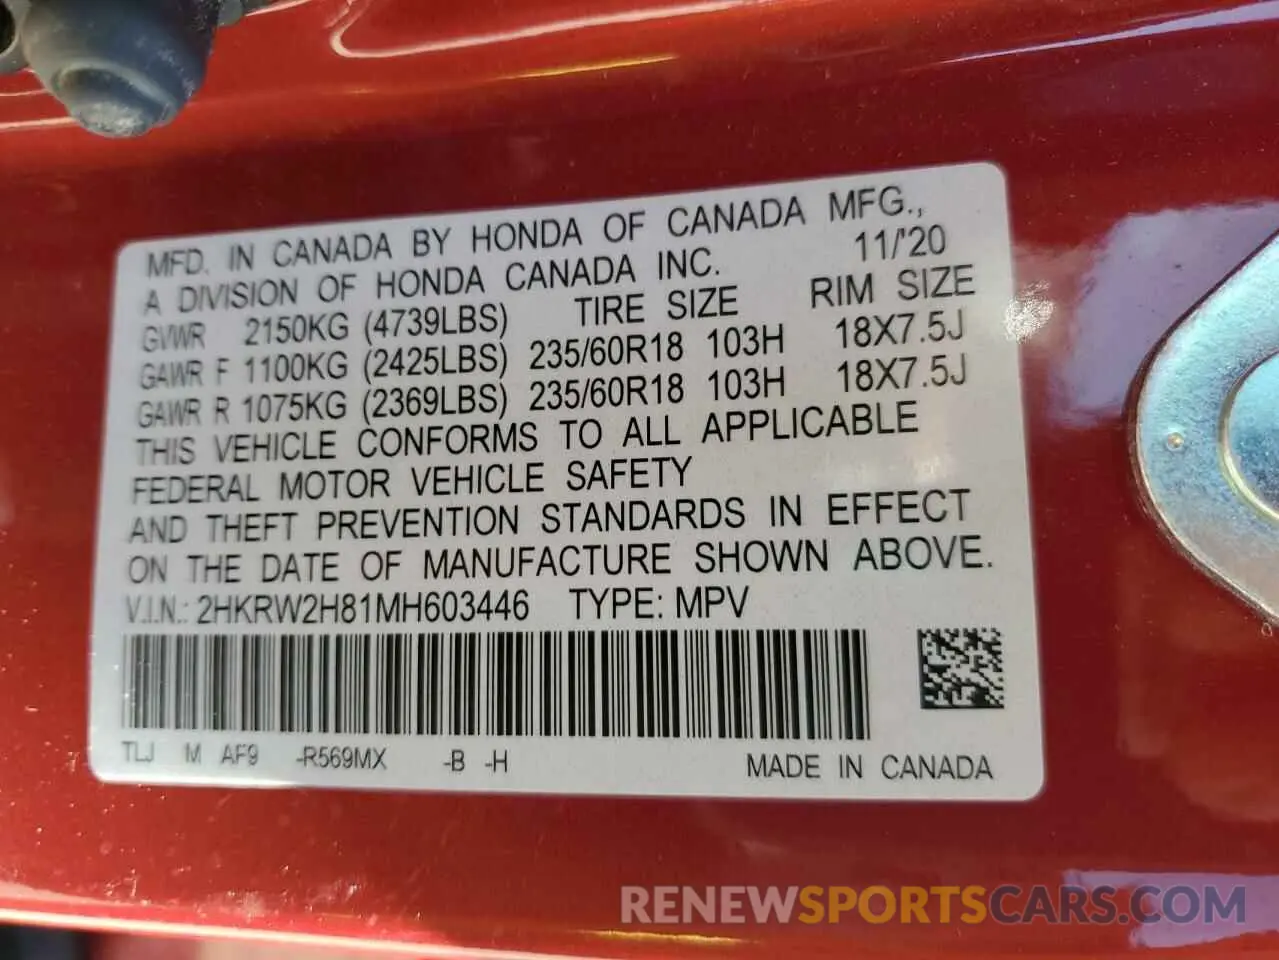 MFD. IN CANADA BY HONDA OF CANADA MFG.,
A DIVISION OF HONDA CANADA INC. 11/'20
GVWR 2150KG (4739LBS) TIRE SIZE RIM SIZE
GAWR F 1100KG (2425LBS) 235/60R18 103H 18X7.5J
GAWR R 1075KG (2369LBS) 235/60R18 103H 18X7.5J
THIS VEHICLE CONFORMS TO ALL APPLICABLE
FEDERAL MOTOR VEHICLE SAFETY
AND THEFT PREVENTION STANDARDS IN EFFECT
ON THE DATE OF MANUFACTURE SHOWN ABOVE.
V.I.N.: 2HKRW2H81MH603446 TYPE: MPV
TLJ M AF9 -R569MX -B -H MADE IN CANADA
RENEWSPORTSCARS.COM